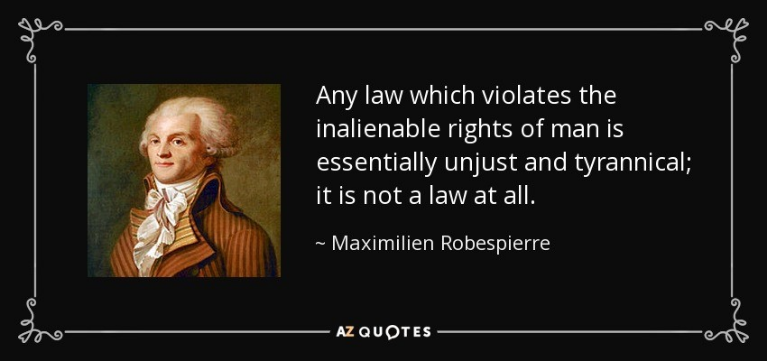 Any law which violates the
inalienable rights of man is
essentially unjust and tyrannical;
it is not a law at all.
~ Maximilien Robespierre
AZ QUOTES